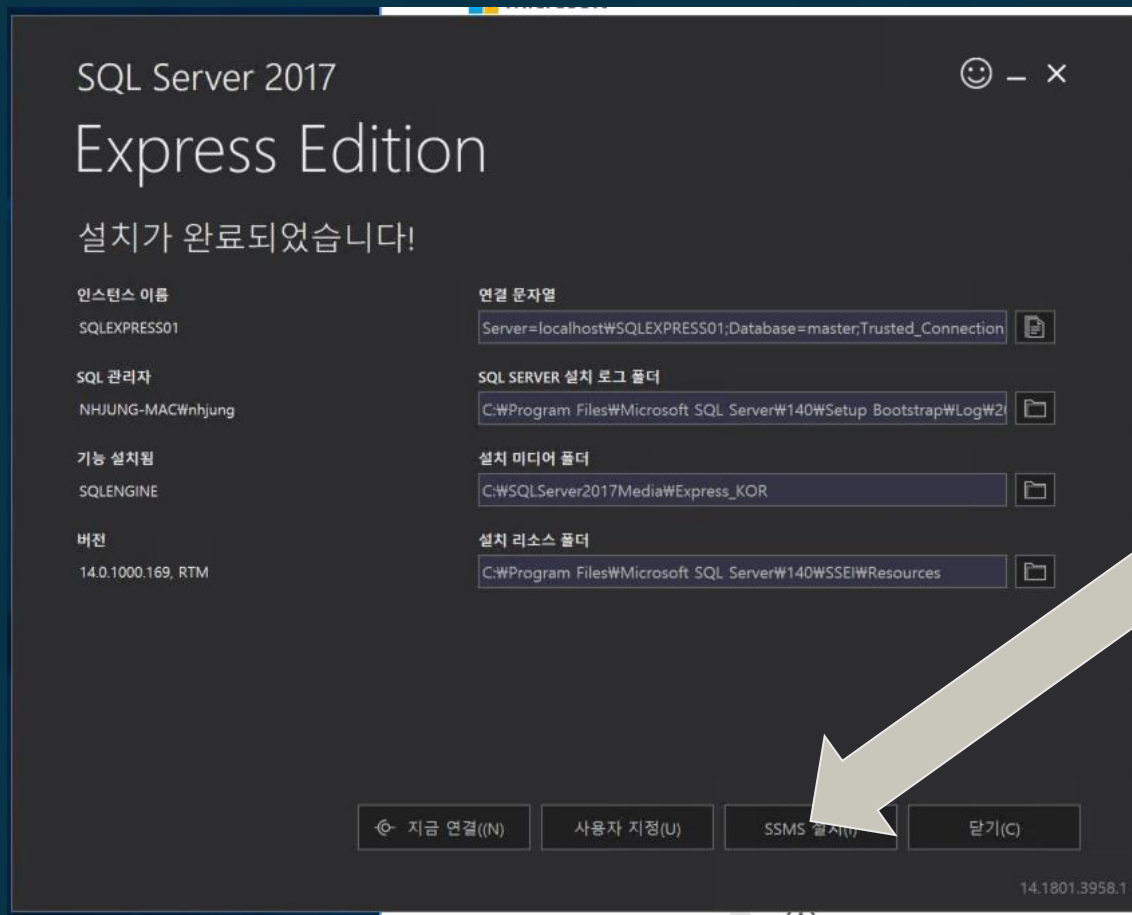 SQL Server 2017
Express Edition
설치가 완료되었습니다!
인스턴스 이름
SQLEXPRESS01
연결 문자열
Server=localhost₩SQLEXPRESS01;Database=master;Trusted_Connection
SQL 관리자
NHJUNG-MAC₩nhjung
SQL SERVER 설치 로그 폴더
C:₩Program Files₩Microsoft SQL Server₩140₩Setup Bootstrap₩Log₩20
기능 설치됨
SQLENGINE
설치 미디어 폴더
C:₩SQLServer2017Media₩Express_KOR
버전
14.0.1000.169, RTM
설치 리소스 폴더
C:₩Program Files₩Microsoft SQL Server₩140₩SSEI₩Resources
지금 연결((N)
사용자 지정(U)
SSMS 설치(I)
닫기(C)
14.1801.3958.1